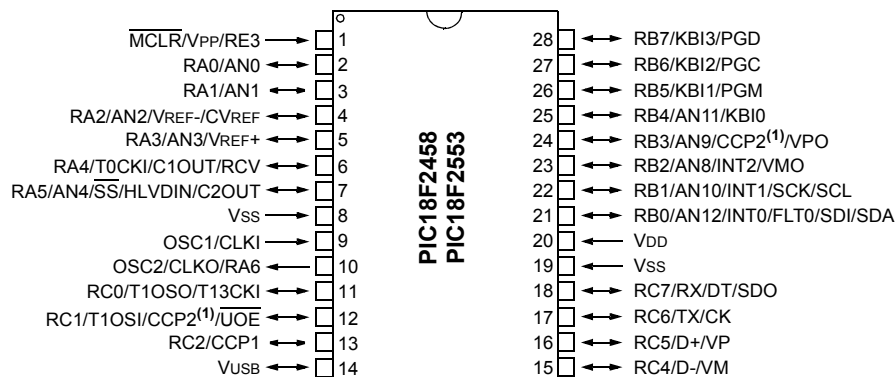 M̅C̅L̅R̅/VPP/RE3 1
RA0/AN0 2
RA1/AN1 3
RA2/AN2/VREF-/CVREF 4
RA3/AN3/VREF+ 5
RA4/T0CKI/C1OUT/RCV 6
RA5/AN4/S̅S̅/HLVDIN/C2OUT 7
VSS 8
OSC1/CLKI 9
OSC2/CLKO/RA6 10
RC0/T1OSO/T13CKI 11
RC1/T1OSI/CCP2(1)/U̅O̅E̅ 12
RC2/CCP1 13
VUSB 14
PIC18F2458
PIC18F2553
28 RB7/KBI3/PGD
27 RB6/KBI2/PGC
26 RB5/KBI1/PGM
25 RB4/AN11/KBI0
24 RB3/AN9/CCP2(1)/VPO
23 RB2/AN8/INT2/VMO
22 RB1/AN10/INT1/SCK/SCL
21 RB0/AN12/INT0/FLT0/SDI/SDA
20 VDD
19 VSS
18 RC7/RX/DT/SDO
17 RC6/TX/CK
16 RC5/D+/VP
15 RC4/D-/VM